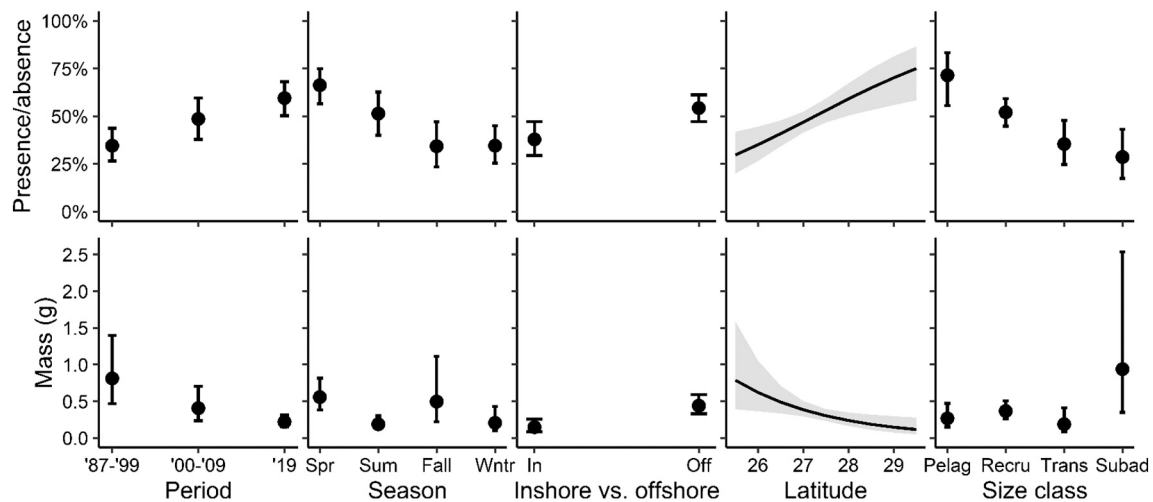 Presence/absence
100%
75%
50%
25%
0%
Mass (g)
2.5
2.0
1.5
1.0
0.5
0.0
'87-'99 '00-'09 '19 Spr Sum Fall Wntr In Off 26 27 28 29 Pelag Recru Trans Subad
Period Season Inshore vs. offshore Latitude Size class